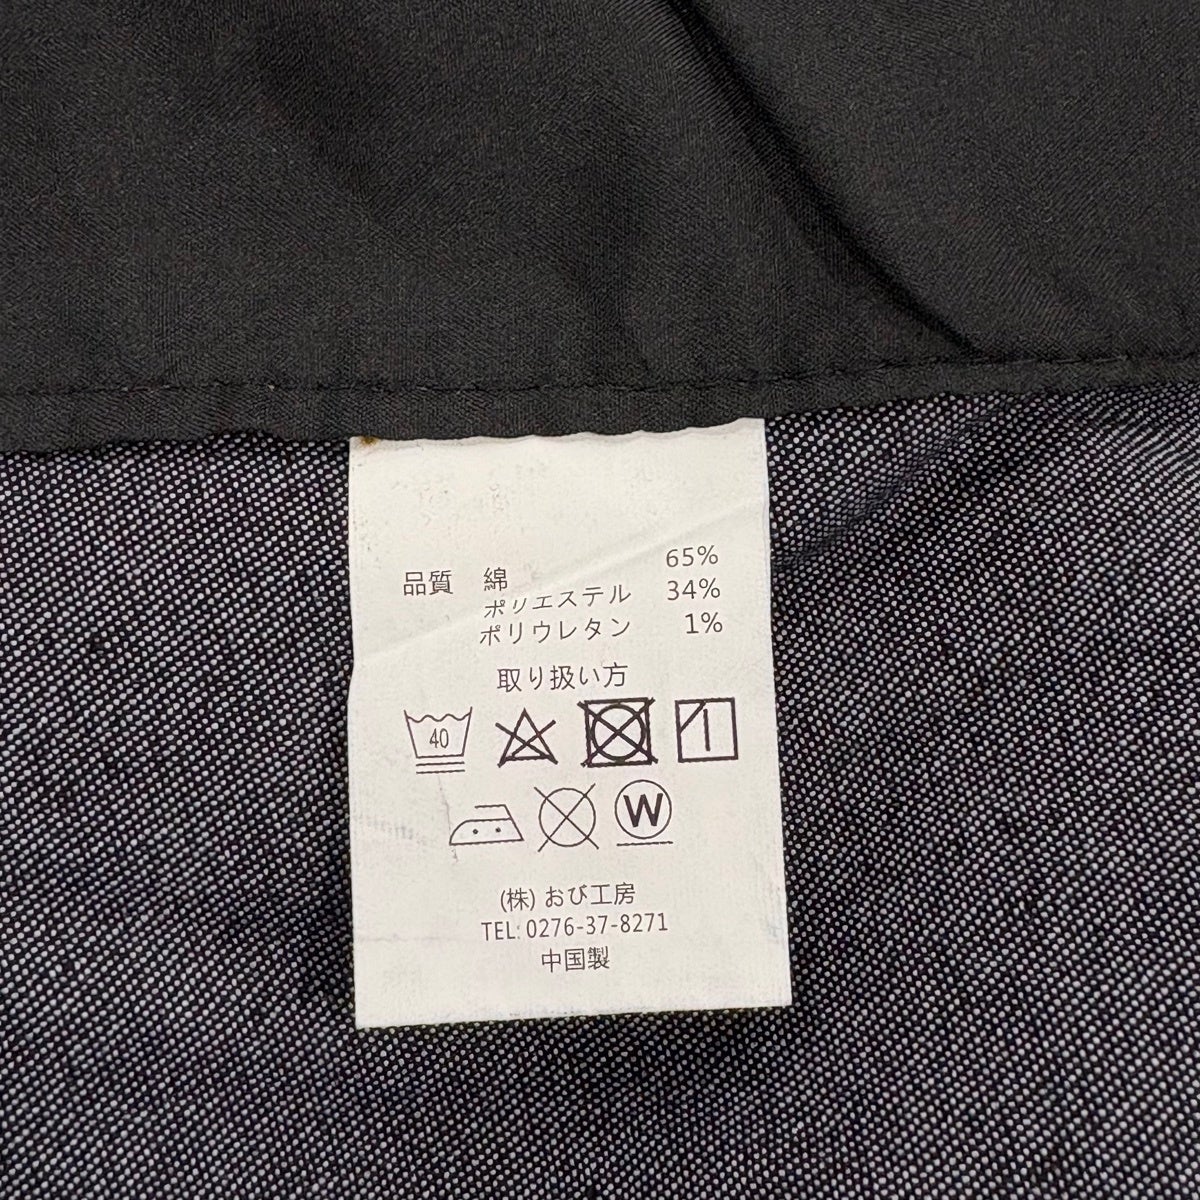 品質 綿 65%
ポリエステル 34%
ポリウレタン 1%
取り扱い方
40
W
(株) おび工房
TEL: 0276-37-8271
中国製